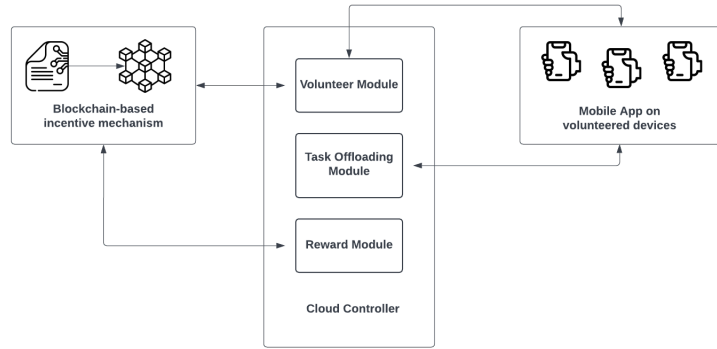 Blockchain-based
incentive mechanism
Volunteer Module
Task Offloading
Module
Reward Module
Cloud Controller
Mobile App on
volunteered devices